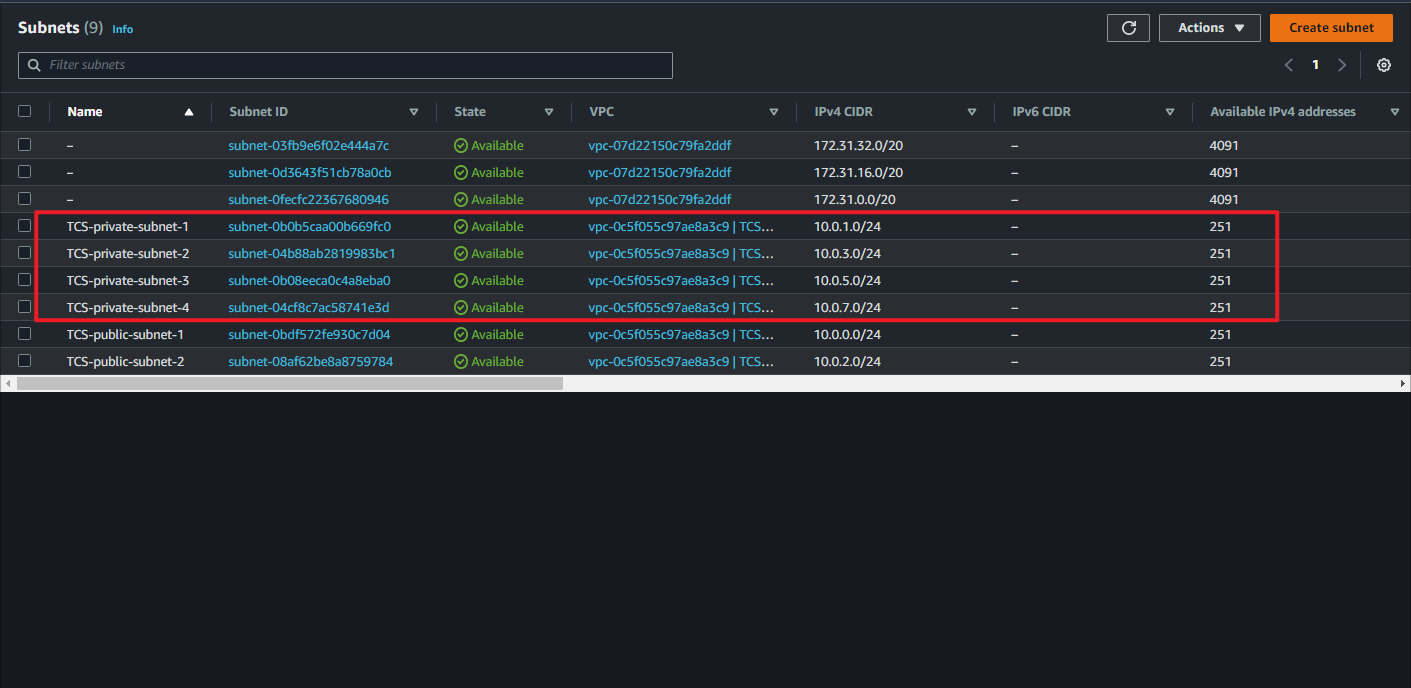 Subnets (9) Info
Actions
Create subnet
Filter subnets
1
Name Subnet ID State VPC IPv4 CIDR IPv6 CIDR Available IPv4 addresses
– subnet-03fb9e6f02e444a7c Available vpc-07d22150c79fa2ddf 172.31.32.0/20 – 4091
– subnet-0d3643f51cb78a0cb Available vpc-07d22150c79fa2ddf 172.31.16.0/20 – 4091
– subnet-0fecfc22367680946 Available vpc-07d22150c79fa2ddf 172.31.0.0/20 – 4091
TCS-private-subnet-1 subnet-0b0b5caa00b669fc0 Available vpc-0c5f055c97ae8a3c9 | TCS... 10.0.1.0/24 – 251
TCS-private-subnet-2 subnet-04b88ab2819983bc1 Available vpc-0c5f055c97ae8a3c9 | TCS... 10.0.3.0/24 – 251
TCS-private-subnet-3 subnet-0b08eeca0c4a8eba0 Available vpc-0c5f055c97ae8a3c9 | TCS... 10.0.5.0/24 – 251
TCS-private-subnet-4 subnet-04cf8c7ac58741e3d Available vpc-0c5f055c97ae8a3c9 | TCS... 10.0.7.0/24 – 251
TCS-public-subnet-1 subnet-0bdf572fe930c7d04 Available vpc-0c5f055c97ae8a3c9 | TCS... 10.0.0.0/24 – 251
TCS-public-subnet-2 subnet-08af62be8a8759784 Available vpc-0c5f055c97ae8a3c9 | TCS... 10.0.2.0/24 – 251